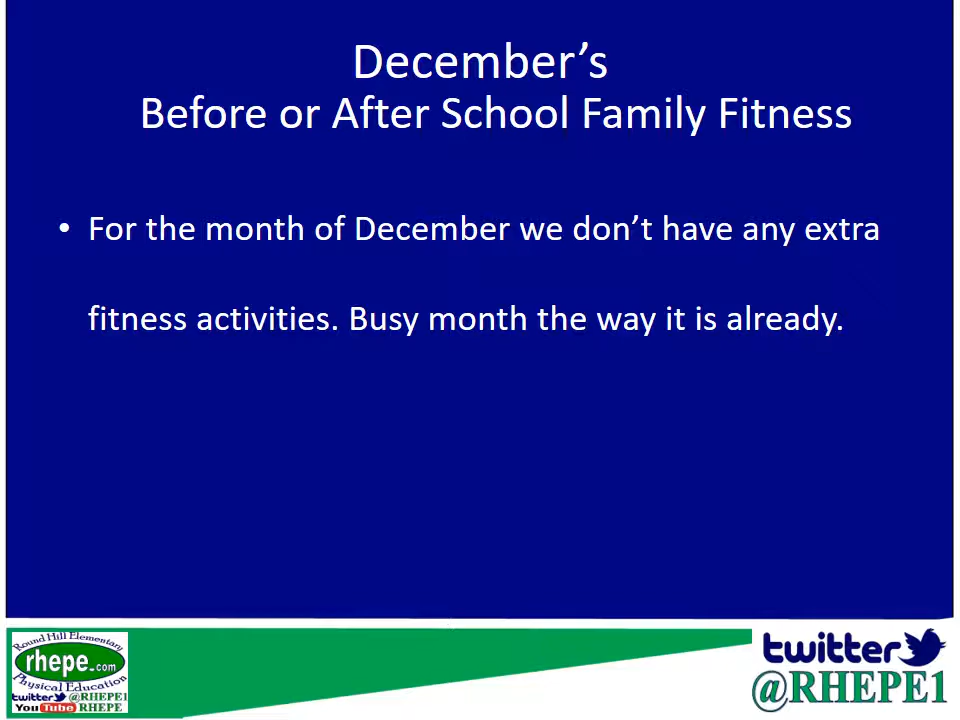 December’s
Before or After School Family Fitness
• For the month of December we don’t have any extra
fitness activities. Busy month the way it is already.
Round Hill Elementary
rhepe.com
Physical Education
twitter @RHEPE1
YouTube RHEPE
twitter
@RHEPE1